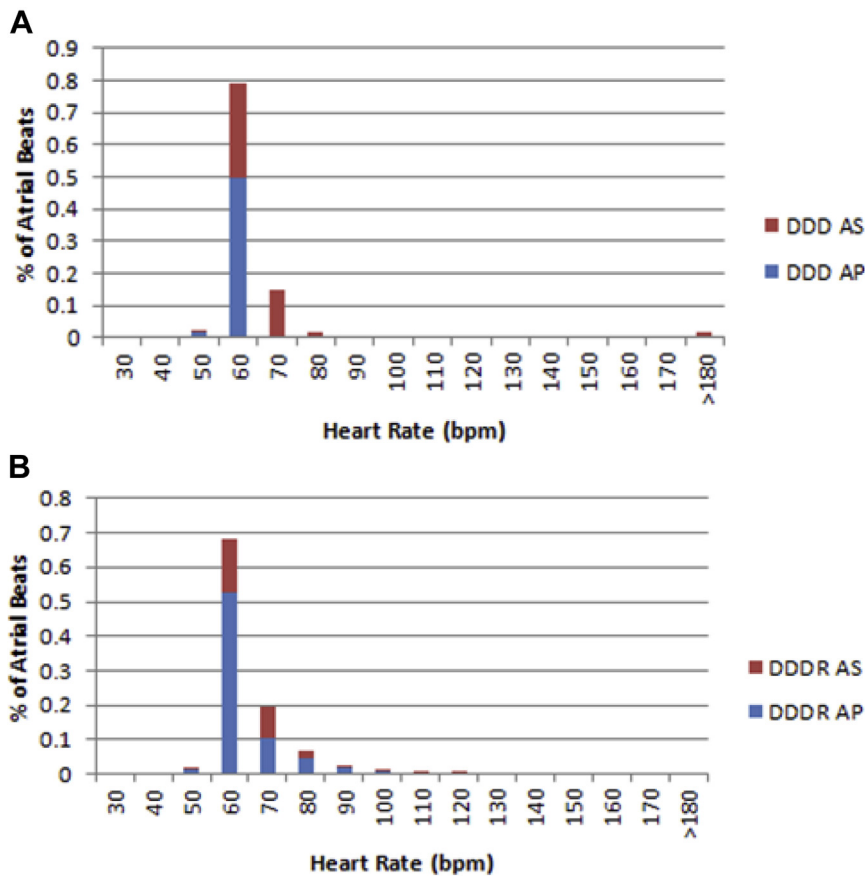 A
0.9
0.8
0.7
0.6
0.5
0.4
0.3
0.2
0.1
0
% of Atrial Beats
30 40 50 60 70 80 90 100 110 120 130 140 150 160 170 >180
Heart Rate (bpm)
DDD AS
DDD AP
B
0.8
0.7
0.6
0.5
0.4
0.3
0.2
0.1
0
% of Atrial Beats
30 40 50 60 70 80 90 100 110 120 130 140 150 160 170 >180
Heart Rate (bpm)
DDDR AS
DDDR AP